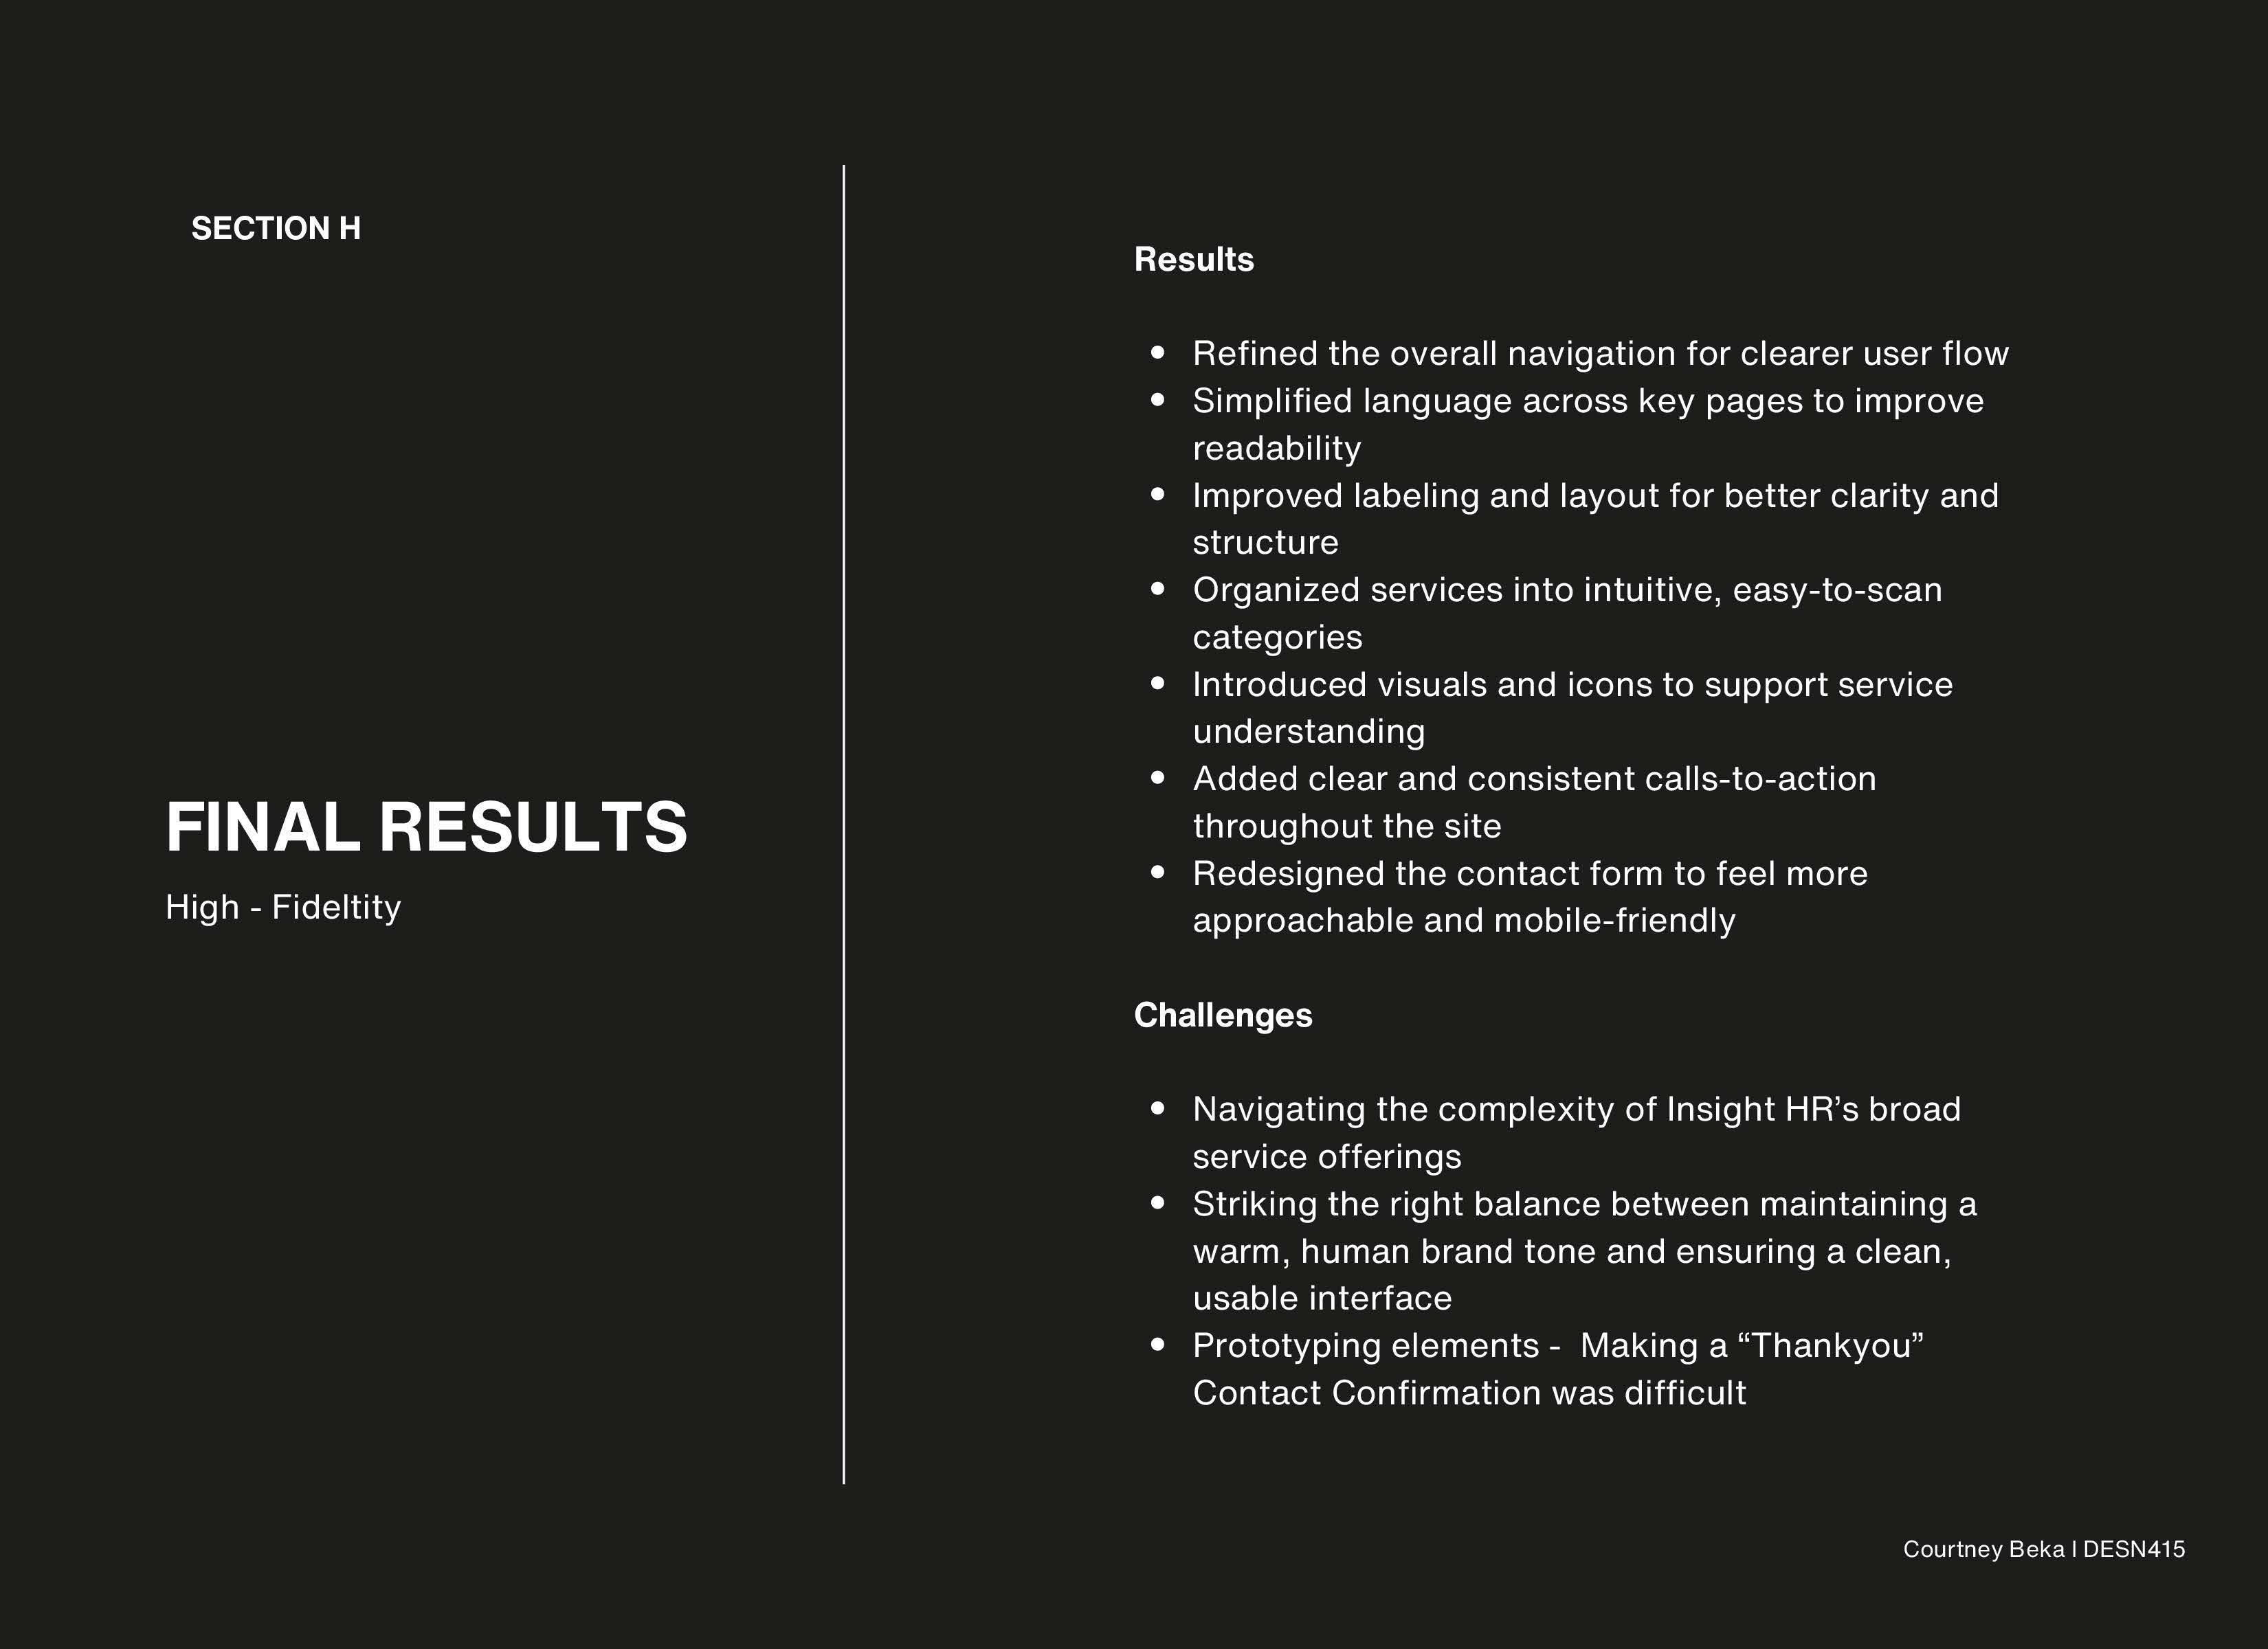 SECTION H
FINAL RESULTS
High - Fideltity
Results
• Refined the overall navigation for clearer user flow
• Simplified language across key pages to improve
readability
• Improved labeling and layout for better clarity and
structure
• Organized services into intuitive, easy-to-scan
categories
• Introduced visuals and icons to support service
understanding
• Added clear and consistent calls-to-action
throughout the site
• Redesigned the contact form to feel more
approachable and mobile-friendly
Challenges
• Navigating the complexity of Insight HR’s broad
service offerings
• Striking the right balance between maintaining a
warm, human brand tone and ensuring a clean,
usable interface
• Prototyping elements -  Making a “Thankyou”
Contact Confirmation was difficult
Courtney Beka | DESN415